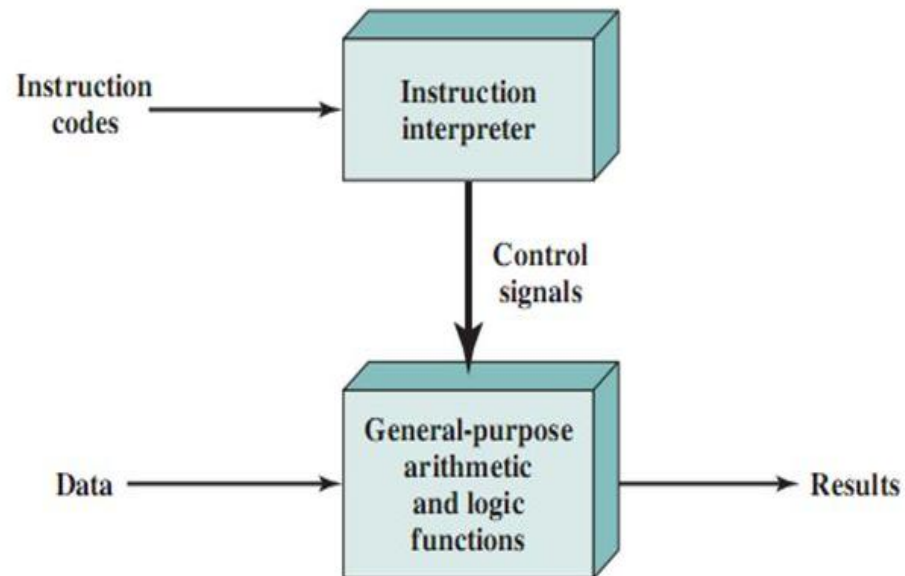 Instruction
codes
Instruction
interpreter
Control
signals
Data
General-purpose
arithmetic
and logic
functions
Results